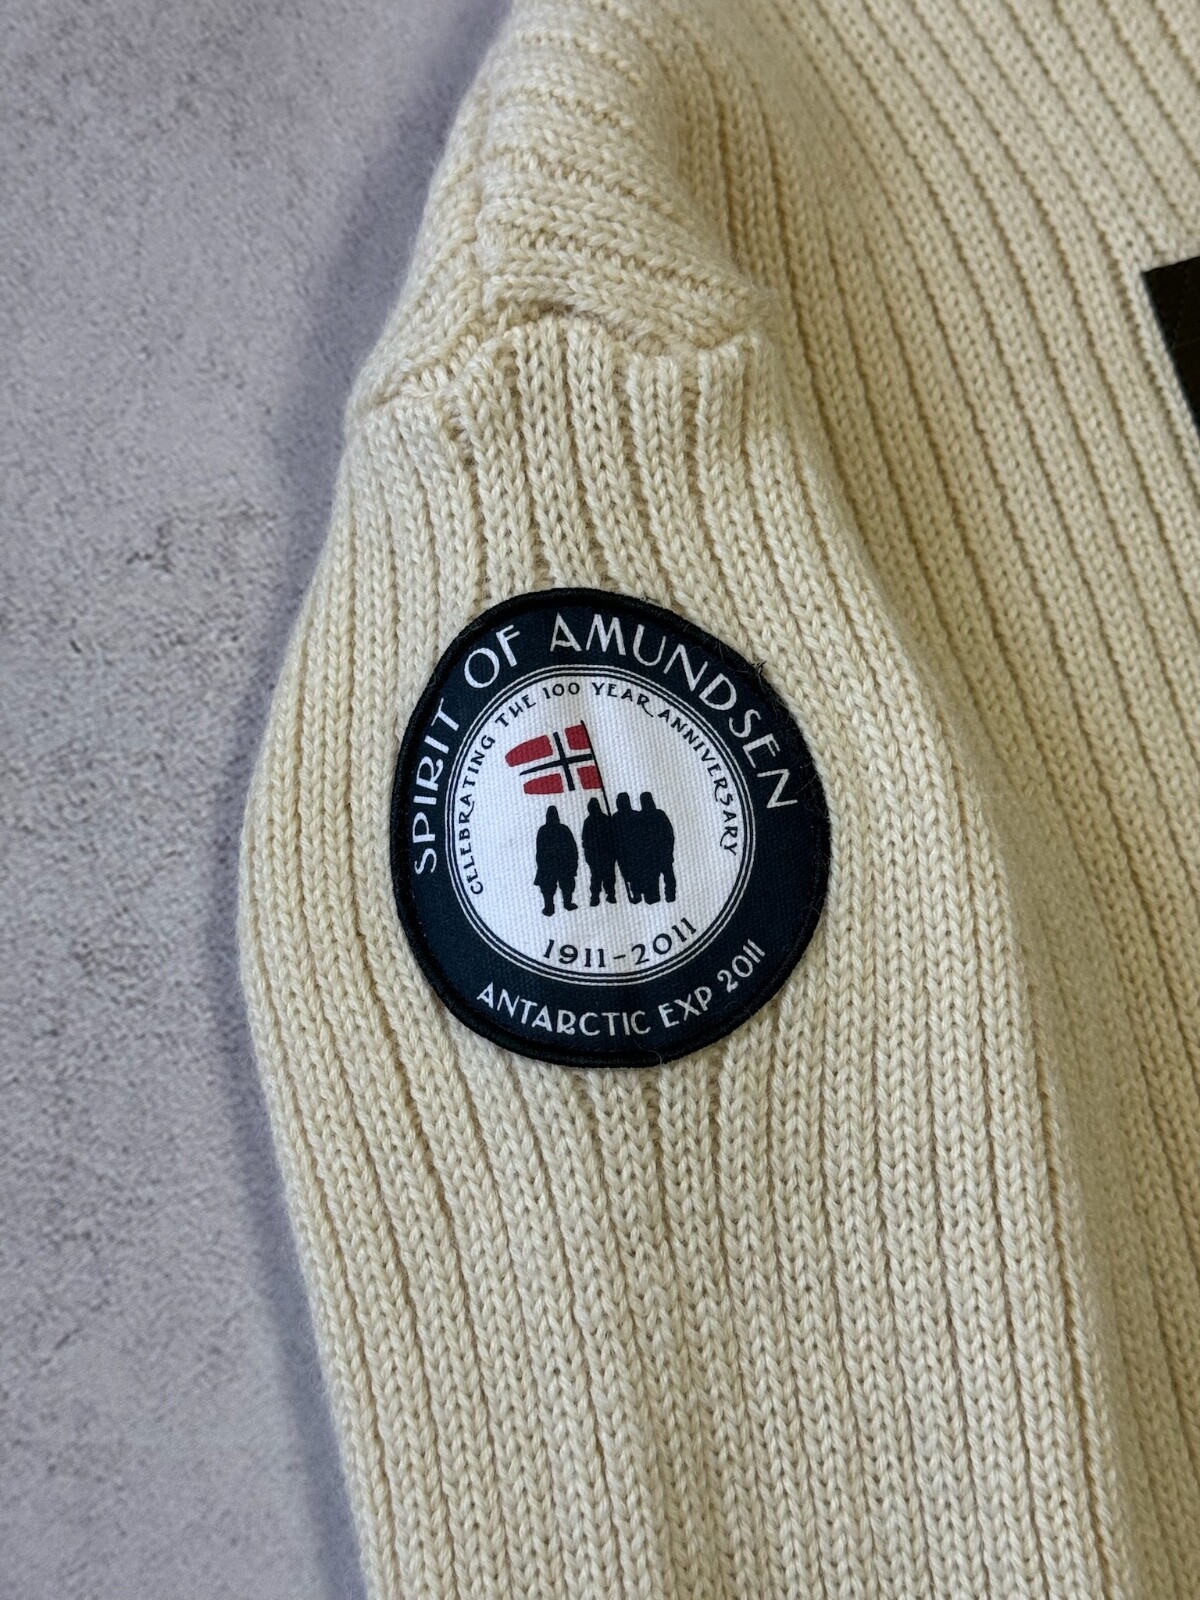 SPIRIT OF AMUNDSEN
CELEBRATING THE 100 YEAR ANNIVERSARY
1911-2011
ANTARCTIC EXP 2011